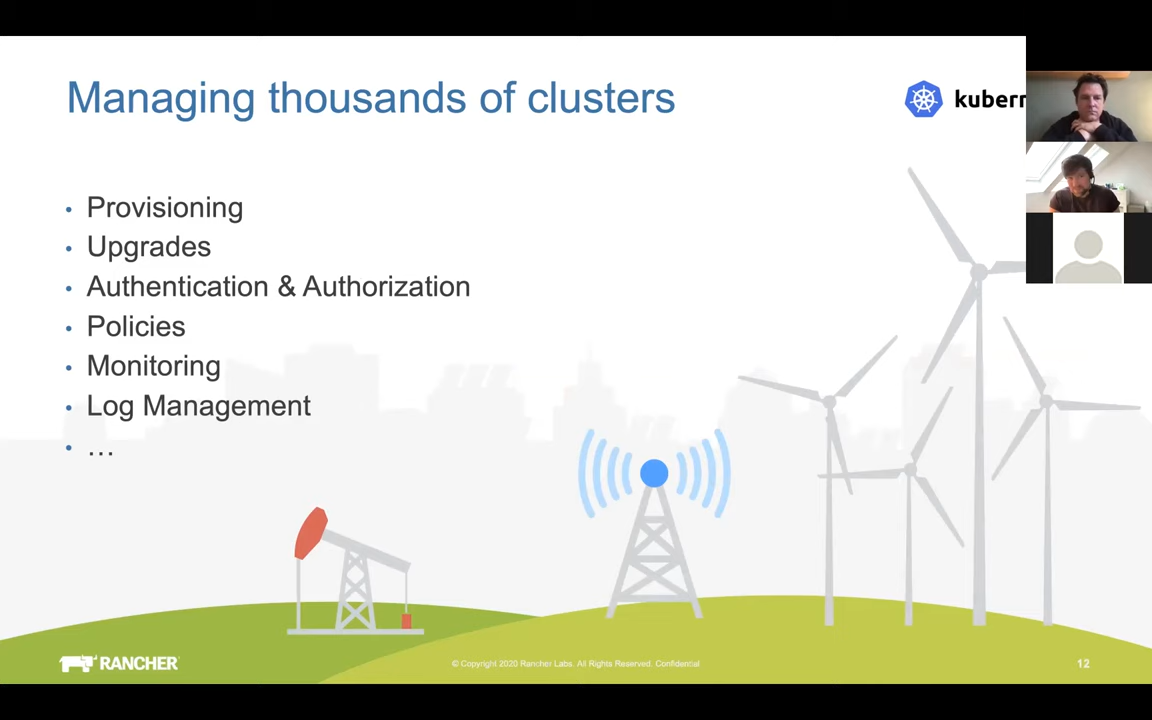 Managing thousands of clusters
kubern
• Provisioning
• Upgrades
• Authentication & Authorization
• Policies
• Monitoring
• Log Management
• …
RANCHER
© Copyright 2020 Rancher Labs. All Rights Reserved. Confidential
12